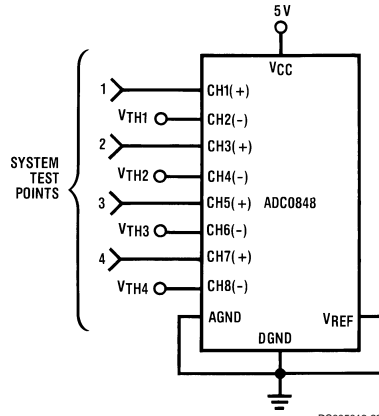 5V
VCC
1
CH1(+)
VTH1
CH2(-)
2
CH3(+)
VTH2
CH4(-)
3
CH5(+)
ADC0848
VTH3
CH6(-)
4
CH7(+)
VTH4
CH8(-)
SYSTEM
TEST
POINTS
AGND
VREF
DGND